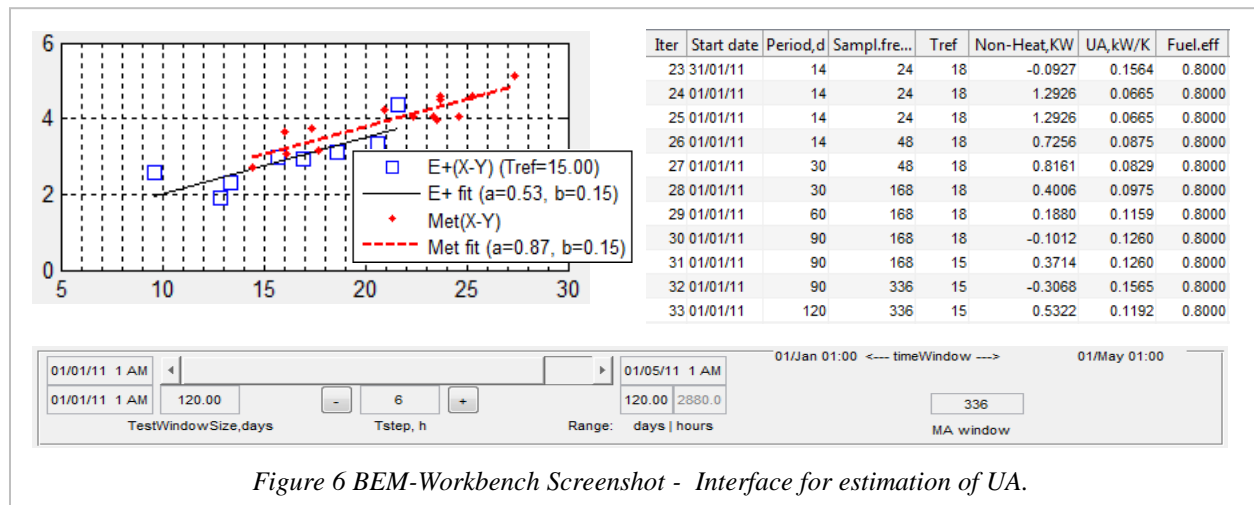 6
4
2
0
5 10 15 20 25 30
E+(X-Y) (Tref=15.00)
E+ fit (a=0.53, b=0.15)
Met(X-Y)
Met fit (a=0.87, b=0.15)
Iter Start date Period,d Sampl.fre... Tref Non-Heat,KW UA,kW/K Fuel.eff
23 31/01/11 14 24 18 -0.0927 0.1564 0.8000
24 01/01/11 14 24 18 1.2926 0.0665 0.8000
25 01/01/11 14 24 18 1.2926 0.0665 0.8000
26 01/01/11 14 48 18 0.7256 0.0875 0.8000
27 01/01/11 30 48 18 0.8161 0.0829 0.8000
28 01/01/11 30 168 18 0.4006 0.0975 0.8000
29 01/01/11 60 168 18 0.1880 0.1159 0.8000
30 01/01/11 90 168 18 -0.1012 0.1260 0.8000
31 01/01/11 90 168 15 0.3714 0.1260 0.8000
32 01/01/11 90 336 15 -0.3068 0.1565 0.8000
33 01/01/11 120 336 15 0.5322 0.1192 0.8000
01/Jan 01:00 <--- timeWindow ---> 01/May 01:00
01/01/11 1 AM 01/05/11 1 AM
01/01/11 1 AM 120.00 - 6 + 120.00 2880.0 336
TestWindowSize,days Tstep, h Range: days | hours MA window
Figure 6 BEM-Workbench Screenshot - Interface for estimation of UA.